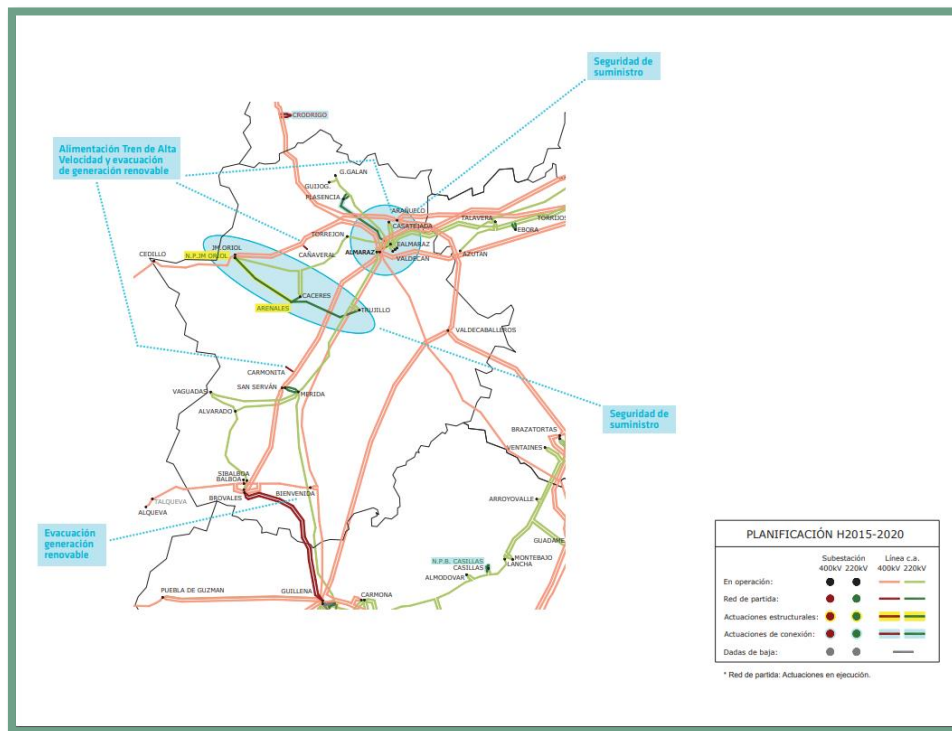 Seguridad de
suministro
CRODRIGO
Alimentación Tren de Alta
Velocidad y evacuación
de generación renovable
G.GALAN
GUIJOG.
PLASENCIA
ARAÑUELO
CASATEJADA
TALAVERA
TORRIJOS
EBORA
TORREJON
JM ORIOL
N.P.JM ORIOL
CEDILLO
CAÑAVERAL
ALMARAZ
EALMARAZ
VALDECAN
AZUTAN
CACERES
ARENALES
TRUJILLO
VALDECABALLEROS
CARMONITA
SAN SERVÁN
MERIDA
VAGUADAS
ALVARADO
Seguridad de
suministro
BRAZATORTAS
VENTAINES
SIBALBOA
BALBOA
BROVALES
BIENVENIDA
TALQUEVA
ALQUEVA
ARROYOVALLE
Evacuación
generación
renovable
GUADAME
N.P.B. CASILLAS
CASILLAS
MONTEBAJO
LANCHA
ALMODOVAR
PUEBLA DE GUZMAN
GUILLENA
CARMONA
PLANIFICACIÓN H2015-2020
Subestación Línea c.a.
400kV 220kV 400kV 220kV
En operación:
Red de partida:
Actuaciones estructurales:
Actuaciones de conexión:
Dadas de baja:
* Red de partida: Actuaciones en ejecución.